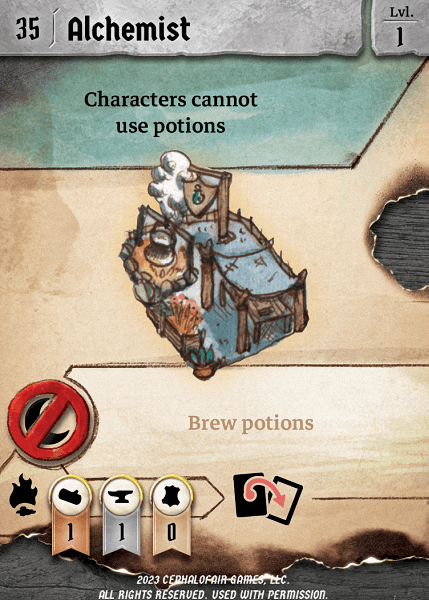 35 Alchemist
Lvl.
1
Characters cannot
use potions
Brew potions
1 1 0
2023 CEPHALOFAIR GAMES, LLC.
ALL RIGHTS RESERVED. USED WITH PERMISSION.